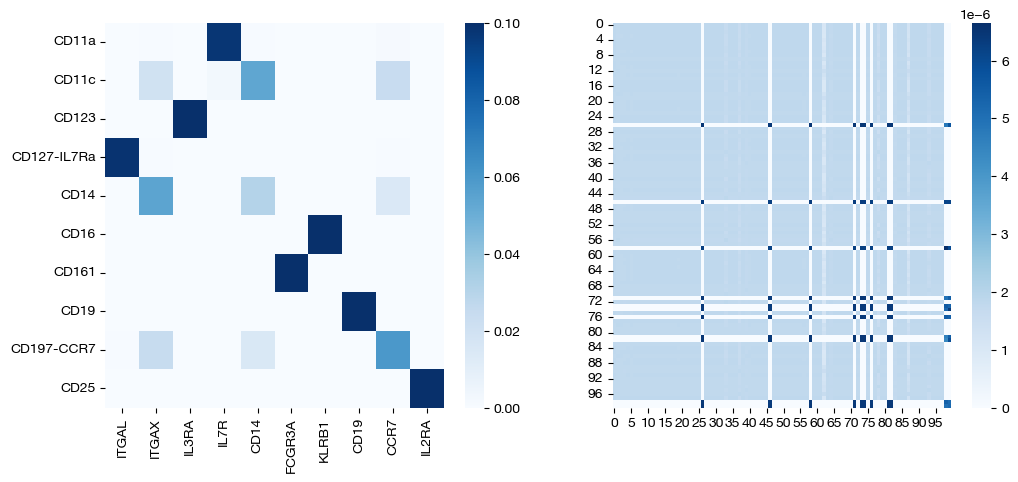 CD11a
CD11c
CD123
CD127-IL7Ra
CD14
CD16
CD161
CD19
CD197-CCR7
CD25
ITGAL
ITGAX
IL3RA
IL7R
CD14
FCGR3A
KLRB1
CD19
CCR7
IL2RA
0.10
0.08
0.06
0.04
0.02
0.00
0
4
8
12
16
20
24
28
32
36
40
44
48
52
56
60
64
68
72
76
80
84
88
92
96
0 5 10 15 20 25 30 35 40 45 50 55 60 65 70 75 80 85 90 95
1e−6
6
5
4
3
2
1
0